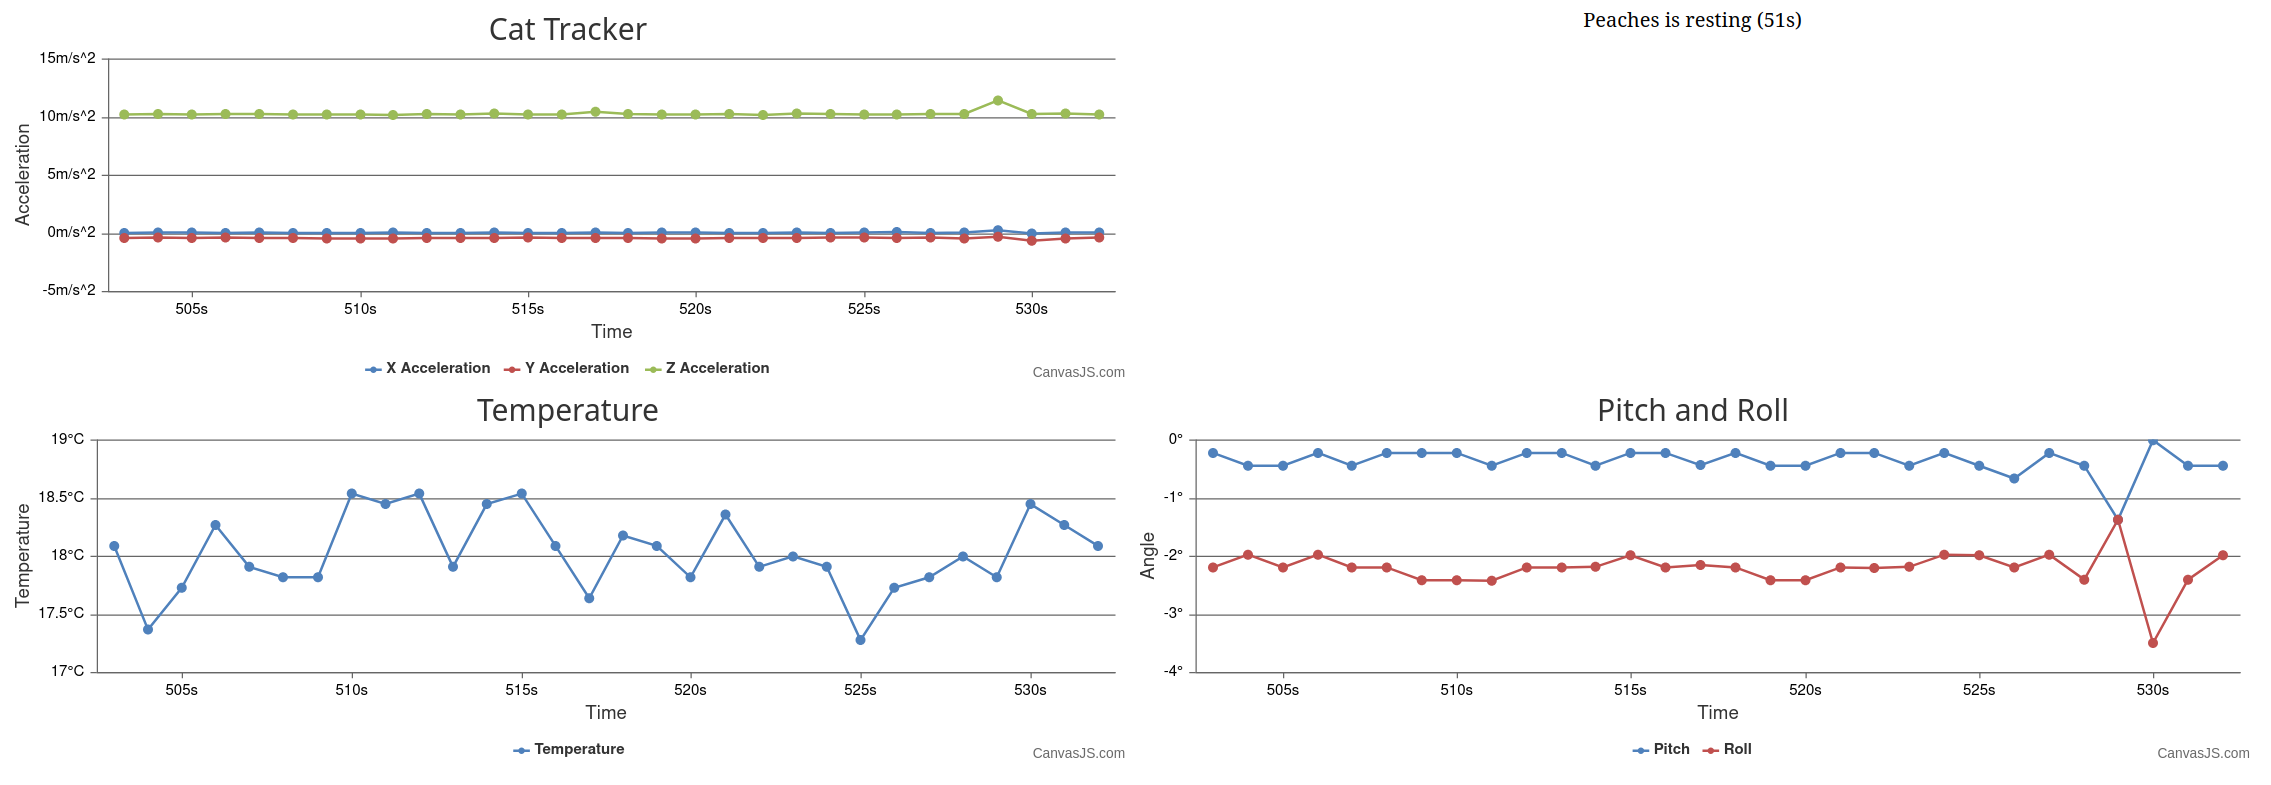 Cat Tracker
15m/s^2
10m/s^2
5m/s^2
0m/s^2
-5m/s^2
Acceleration
505s 510s 515s 520s 525s 530s
Time
X Acceleration Y Acceleration Z Acceleration
CanvasJS.com
Peaches is resting (51s)
Temperature
19°C
18.5°C
18°C
17.5°C
17°C
Temperature
505s 510s 515s 520s 525s 530s
Time
Temperature
CanvasJS.com
Pitch and Roll
0°
-1°
-2°
-3°
-4°
Angle
505s 510s 515s 520s 525s 530s
Time
Pitch Roll
CanvasJS.com